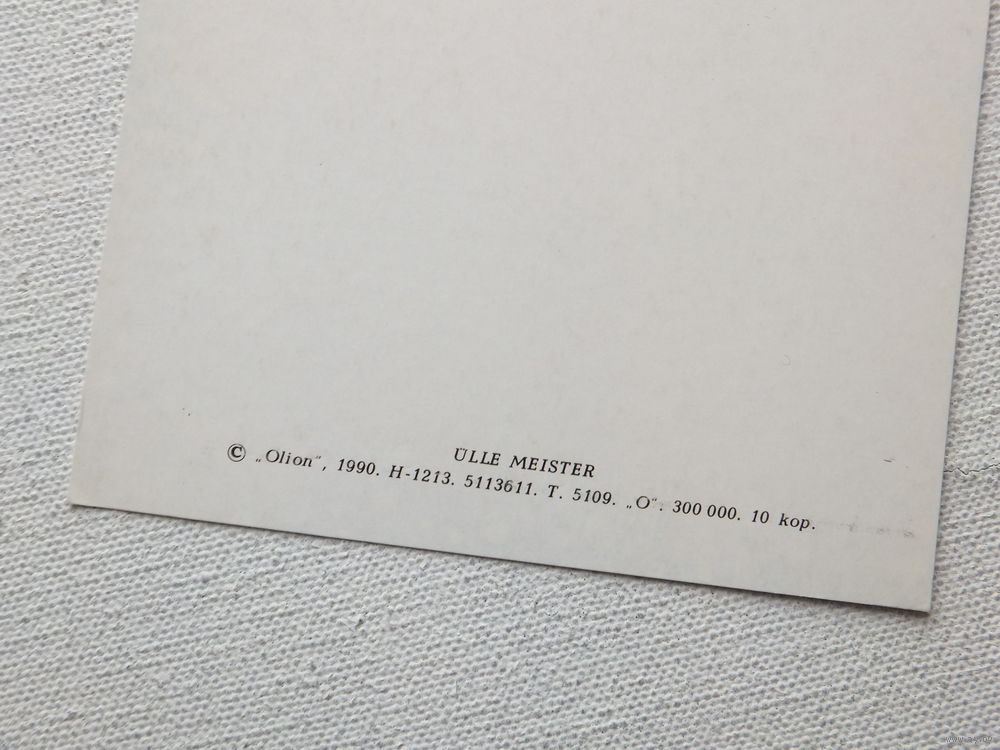 ÜLLE MEISTER
© „Olion“, 1990. H-1213. 5113611. T. 5109. „O“. 300 000. 10 kop.